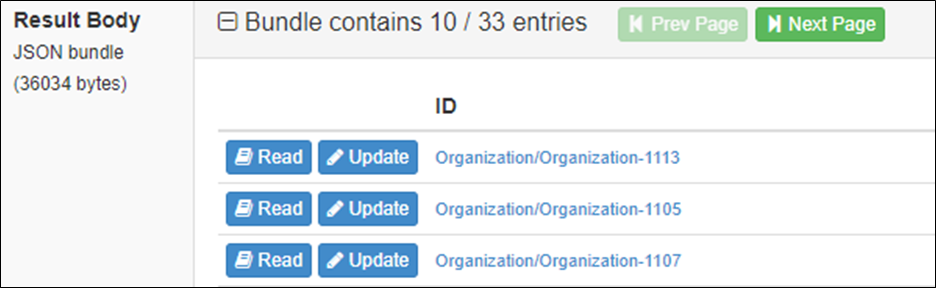 Result Body
JSON bundle
(36034 bytes)
Bundle contains 10 / 33 entries
Prev Page
Next Page
ID
Read Update Organization/Organization-1113
Read Update Organization/Organization-1105
Read Update Organization/Organization-1107